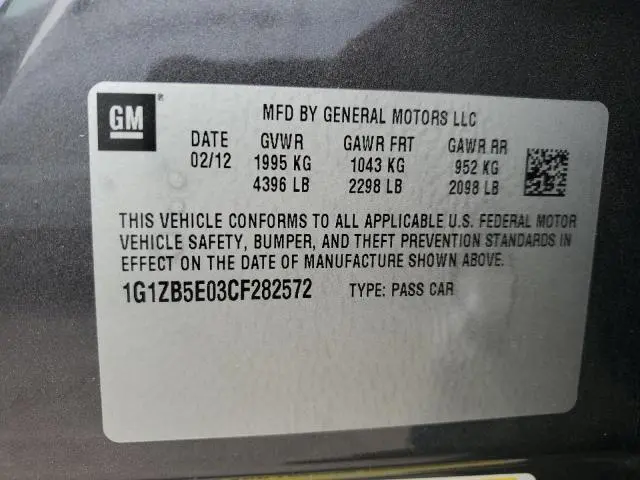 GM ®
MFD BY GENERAL MOTORS LLC
DATE GVWR GAWR FRT GAWR RR
02/12 1995 KG 1043 KG 952 KG
4396 LB 2298 LB 2098 LB
THIS VEHICLE CONFORMS TO ALL APPLICABLE U.S. FEDERAL MOTOR
VEHICLE SAFETY, BUMPER, AND THEFT PREVENTION STANDARDS IN
EFFECT ON THE DATE OF MANUFACTURE SHOWN ABOVE.
1G1ZB5E03CF282572 TYPE: PASS CAR